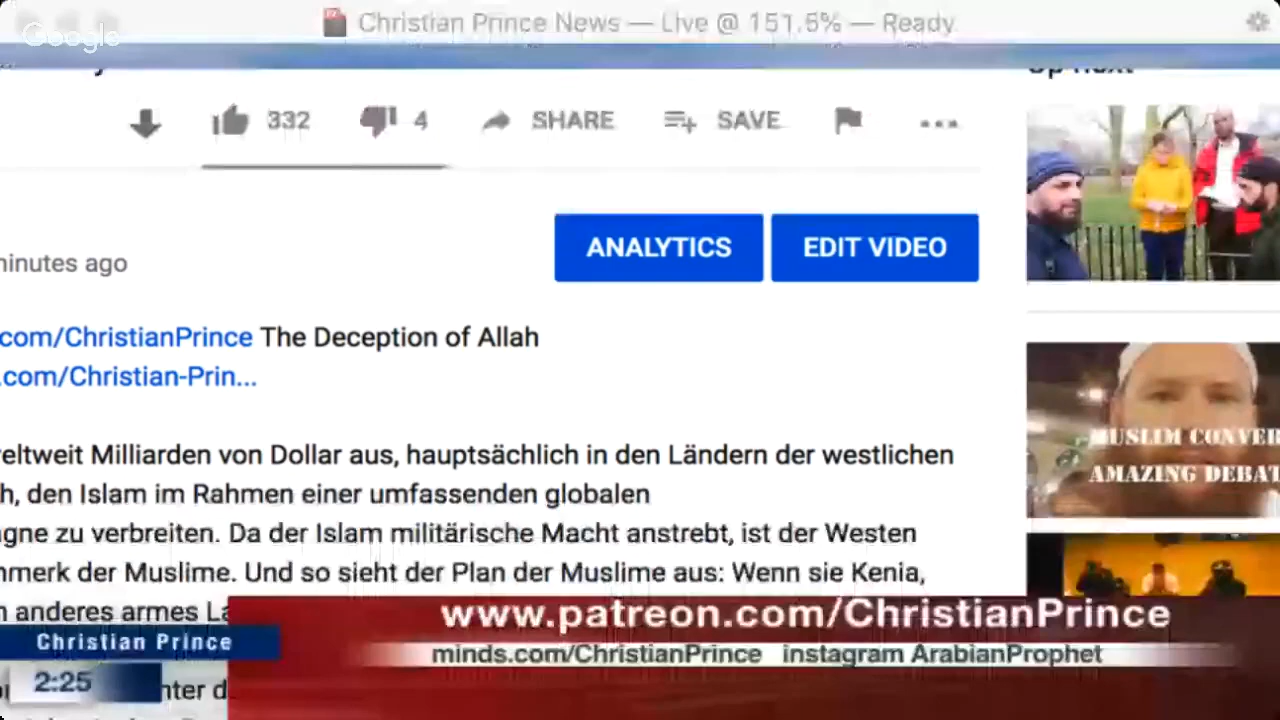 Christian Prince News — Live @ 151.5% — Ready
Google
Up next
332
4
SHARE
SAVE
ANALYTICS
EDIT VIDEO
minutes ago
.com/ChristianPrince The Deception of Allah
.com/Christian-Prin...
eltweit Milliarden von Dollar aus, hauptsächlich in den Ländern der westlichen
h, den Islam im Rahmen einer umfassenden globalen
gne zu verbreiten. Da der Islam militärische Macht anstrebt, ist der Westen
nmerk der Muslime. Und so sieht der Plan der Muslime aus: Wenn sie Kenia,
n anderes armes La
MUSLIM CONVER
AMAZING DEBAT
www.patreon.com/ChristianPrince
Christian Prince
minds.com/ChristianPrince instagram ArabianProphet
2:25
nter d